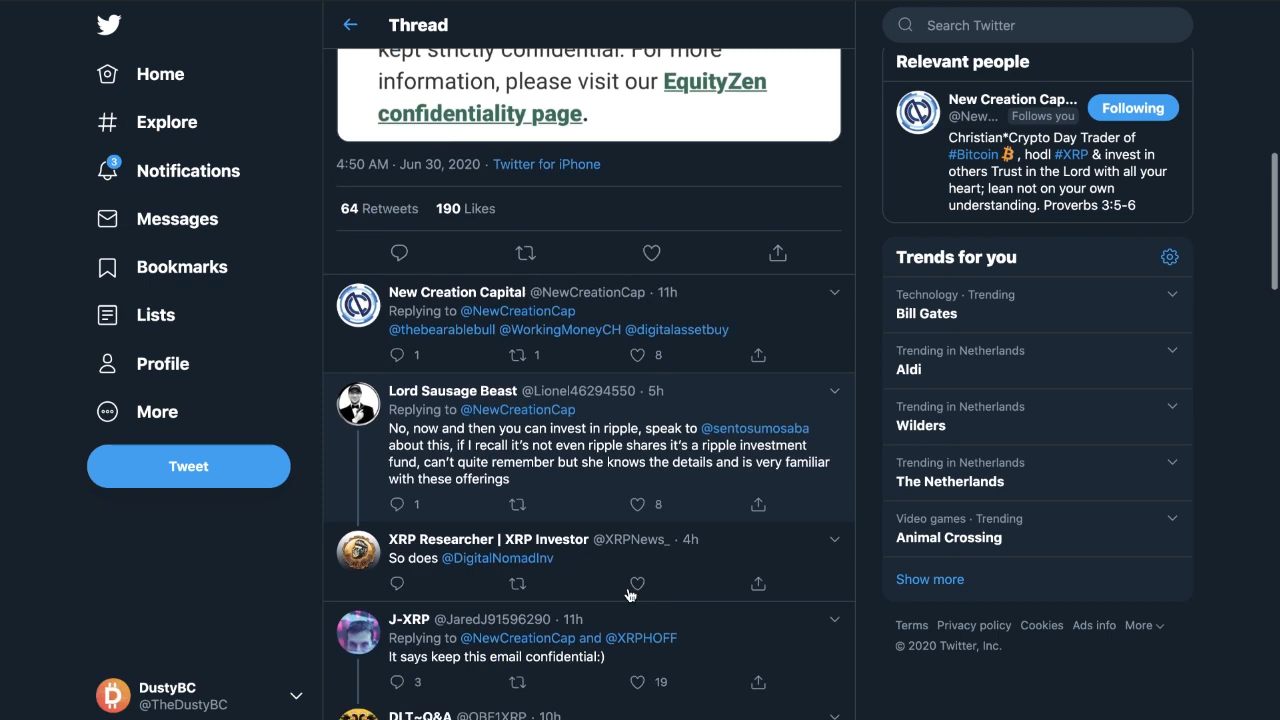 Home
Explore
3
Notifications
Messages
Bookmarks
Lists
Profile
More
Tweet
DustyBC
@TheDustyBC
Thread
kept strictly confidential. For more
information, please visit our EquityZen
confidentiality page.
4:50 AM · Jun 30, 2020 · Twitter for iPhone
64 Retweets 190 Likes
New Creation Capital @NewCreationCap · 11h
Replying to @NewCreationCap
@thebearablebull @WorkingMoneyCH @digitalassetbuy
1 1 8
Lord Sausage Beast @Lionel46294550 · 5h
Replying to @NewCreationCap
No, now and then you can invest in ripple, speak to @sentosumosaba
about this, if I recall it's not even ripple shares it's a ripple investment
fund, can't quite remember but she knows the details and is very familiar
with these offerings
1 8
XRP Researcher | XRP Investor @XRPNews_ · 4h
So does @DigitalNomadInv
J-XRP @JaredJ91596290 · 11h
Replying to @NewCreationCap and @XRPHOFF
It says keep this email confidential:)
3 19
DLT~Q&A @OBF1XRP · 10h
Search Twitter
Relevant people
New Creation Cap...
@New... Follows you
Following
Christian*Crypto Day Trader of
#Bitcoin , hodl #XRP & invest in
others Trust in the Lord with all your
heart; lean not on your own
understanding. Proverbs 3:5-6
Trends for you
Technology · Trending
Bill Gates
Trending in Netherlands
Aldi
Trending in Netherlands
Wilders
Trending in Netherlands
The Netherlands
Video games · Trending
Animal Crossing
Show more
Terms Privacy policy Cookies Ads info More
© 2020 Twitter, Inc.